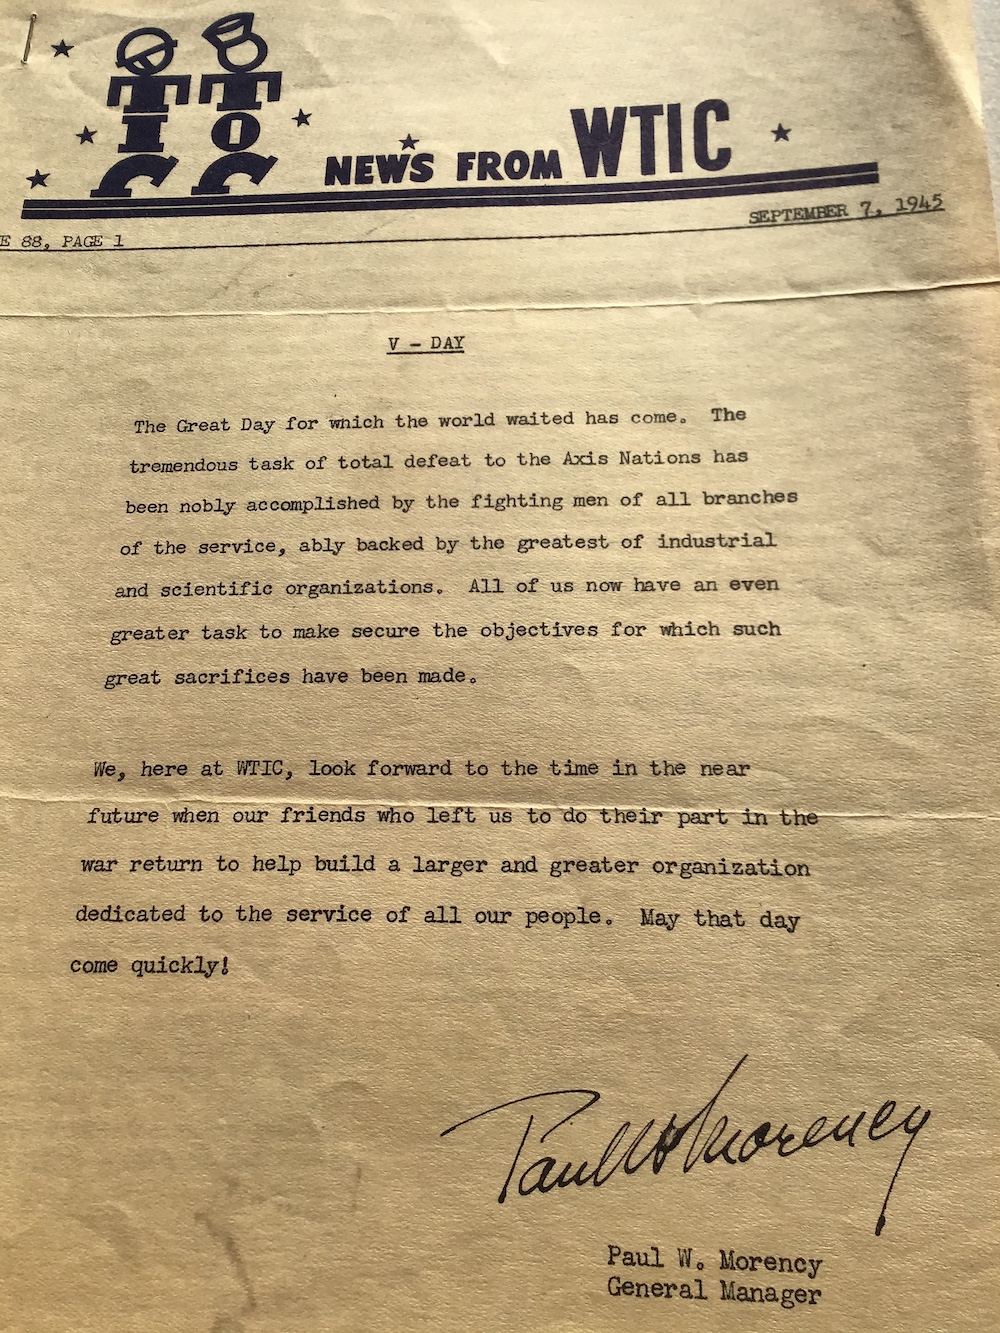 NEWS FROM WTIC
SEPTEMBER 7, 1945
E 88, PAGE 1
V - DAY
The Great Day for which the world waited has come. The
tremendous task of total defeat to the Axis Nations has
been nobly accomplished by the fighting men of all branches
of the service, ably backed by the greatest of industrial
and scientific organizations. All of us now have an even
greater task to make secure the objectives for which such
great sacrifices have been made.
We, here at WTIC, look forward to the time in the near
future when our friends who left us to do their part in the
war return to help build a larger and greater organization
dedicated to the service of all our people. May that day
come quickly!
Paul W. Morency
Paul W. Morency
General Manager